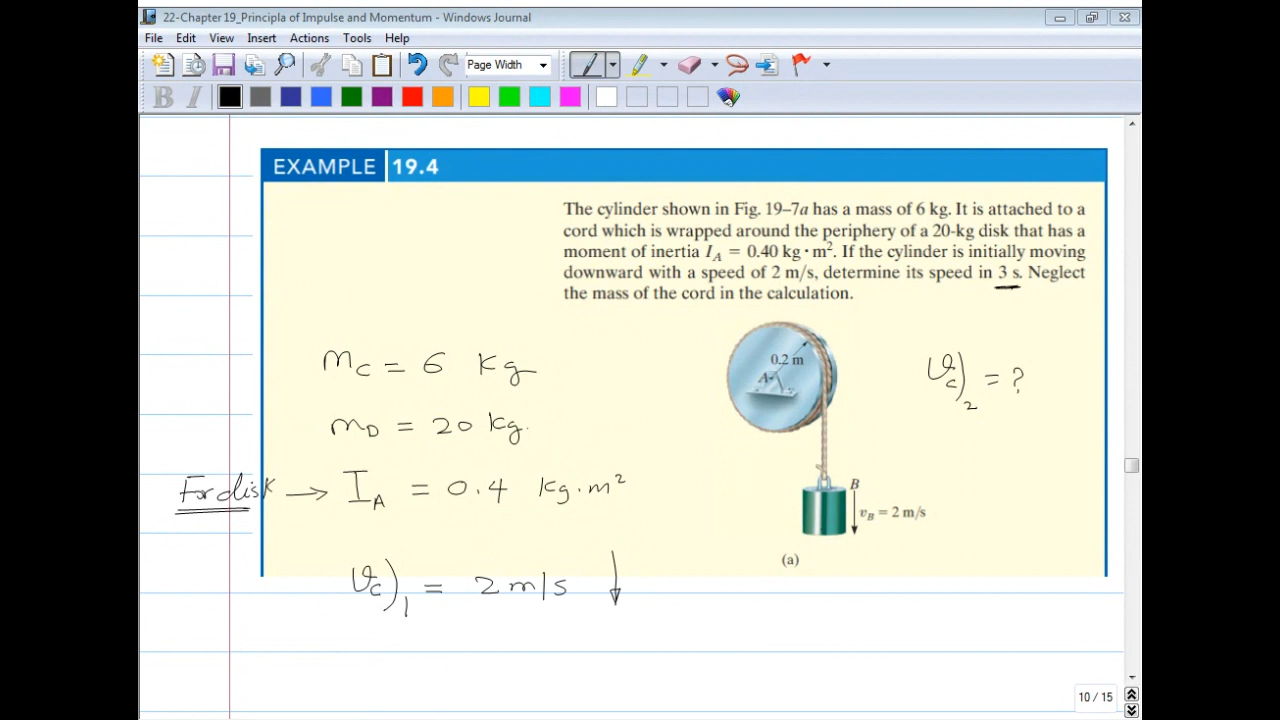 22-Chapter 19_Principla of Impulse and Momentum - Windows Journal
File Edit View Insert Actions Tools Help
Page Width
B I
EXAMPLE 19.4
The cylinder shown in Fig. 19–7a has a mass of 6 kg. It is attached to a
cord which is wrapped around the periphery of a 20-kg disk that has a
moment of inertia I_A = 0.40 kg · m². If the cylinder is initially moving
downward with a speed of 2 m/s, determine its speed in 3 s. Neglect
the mass of the cord in the calculation.
0.2 m
A
m_C = 6 kg
v_C)_2 = ?
m_D = 20 kg.
For disk → I_A = 0.4 kg.m²
B
v_B = 2 m/s
(a)
v_C)_1 = 2 m/s ↓
10 / 15